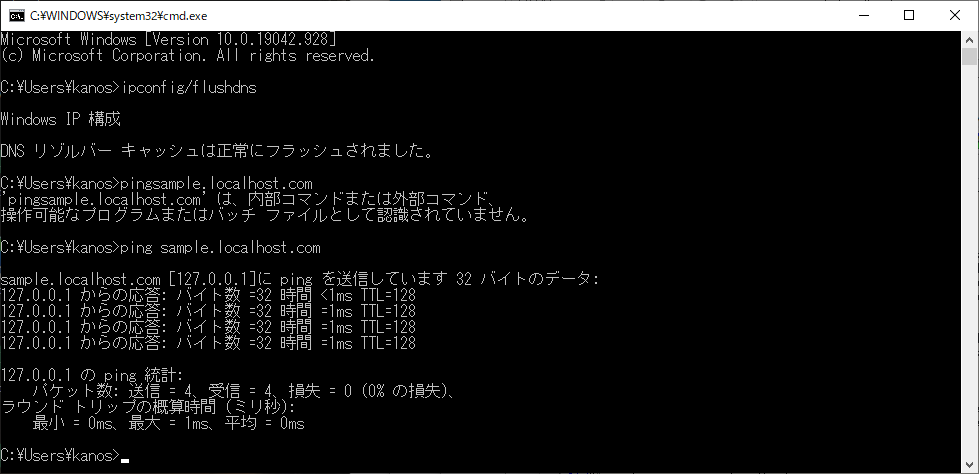 C:¥WINDOWS¥system32¥cmd.exe
Microsoft Windows [Version 10.0.19042.928]
(c) Microsoft Corporation. All rights reserved.
C:¥Users¥kanos>ipconfig/flushdns
Windows IP 構成
DNS リゾルバー キャッシュは正常にフラッシュされました。
C:¥Users¥kanos>pingsample.localhost.com
'pingsample.localhost.com' は、内部コマンドまたは外部コマンド、
操作可能なプログラムまたはバッチ ファイルとして認識されていません。
C:¥Users¥kanos>ping sample.localhost.com
sample.localhost.com [127.0.0.1]に ping を送信しています 32 バイトのデータ:
127.0.0.1 からの応答: バイト数 =32 時間 <1ms TTL=128
127.0.0.1 からの応答: バイト数 =32 時間 =1ms TTL=128
127.0.0.1 からの応答: バイト数 =32 時間 =1ms TTL=128
127.0.0.1 からの応答: バイト数 =32 時間 =1ms TTL=128
127.0.0.1 の ping 統計:
パケット数: 送信 = 4、受信 = 4、損失 = 0 (0% の損失)、
ラウンド トリップの概算時間 (ミリ秒):
最小 = 0ms、最大 = 1ms、平均 = 0ms
C:¥Users¥kanos>